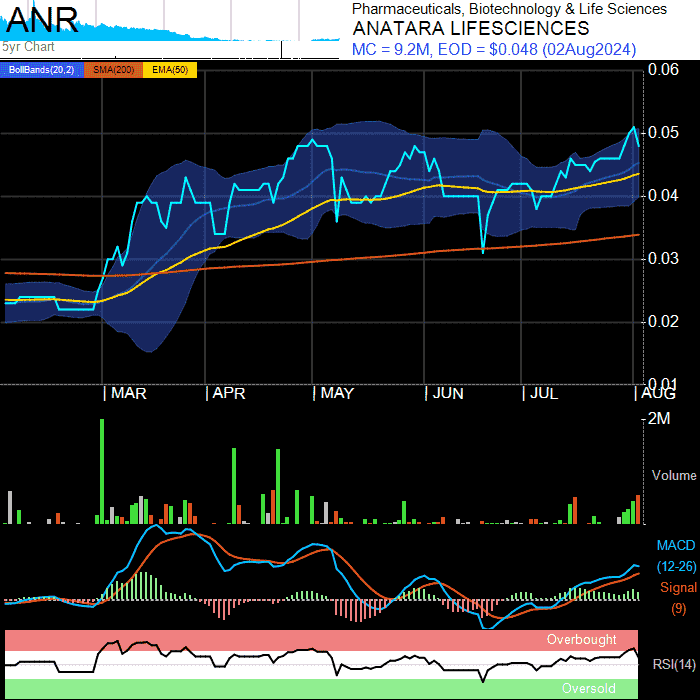 ANR
5yr Chart
Pharmaceuticals, Biotechnology & Life Sciences
ANATARA LIFESCIENCES
MC = 9.2M, EOD = $0.048 (02Aug2024)
BollBands(20,2) SMA(200) EMA(50)
0.06
0.05
0.04
0.03
0.02
0.01
MAR APR MAY JUN JUL AUG
2M
Volume
MACD
(12-26)
Signal
(9)
Overbought
RSI(14)
Oversold